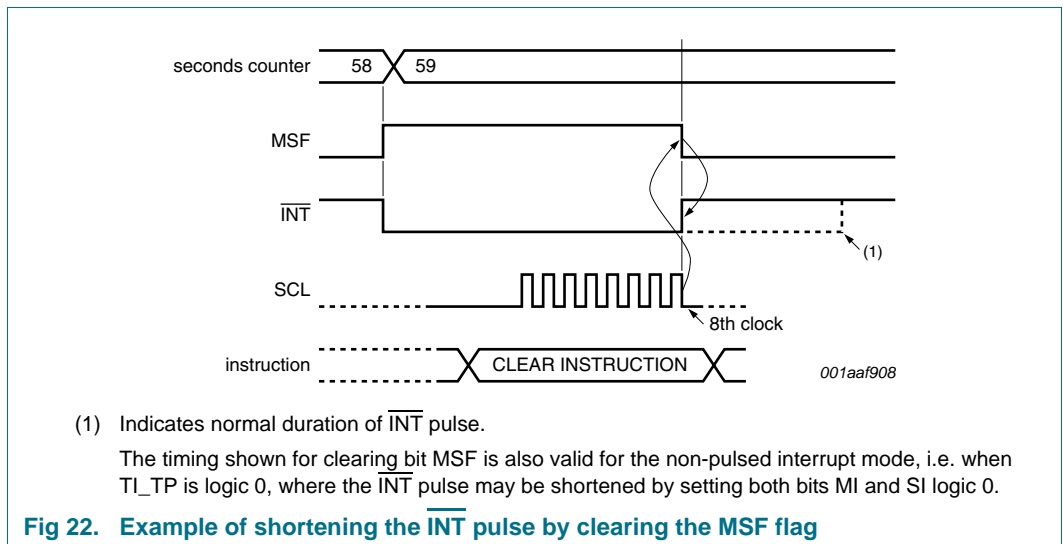 seconds counter 58 59
MSF
INT
(1)
SCL
8th clock
instruction CLEAR INSTRUCTION
001aaf908
(1) Indicates normal duration of INT pulse.
The timing shown for clearing bit MSF is also valid for the non-pulsed interrupt mode, i.e. when
TI_TP is logic 0, where the INT pulse may be shortened by setting both bits MI and SI logic 0.
Fig 22. Example of shortening the INT pulse by clearing the MSF flag